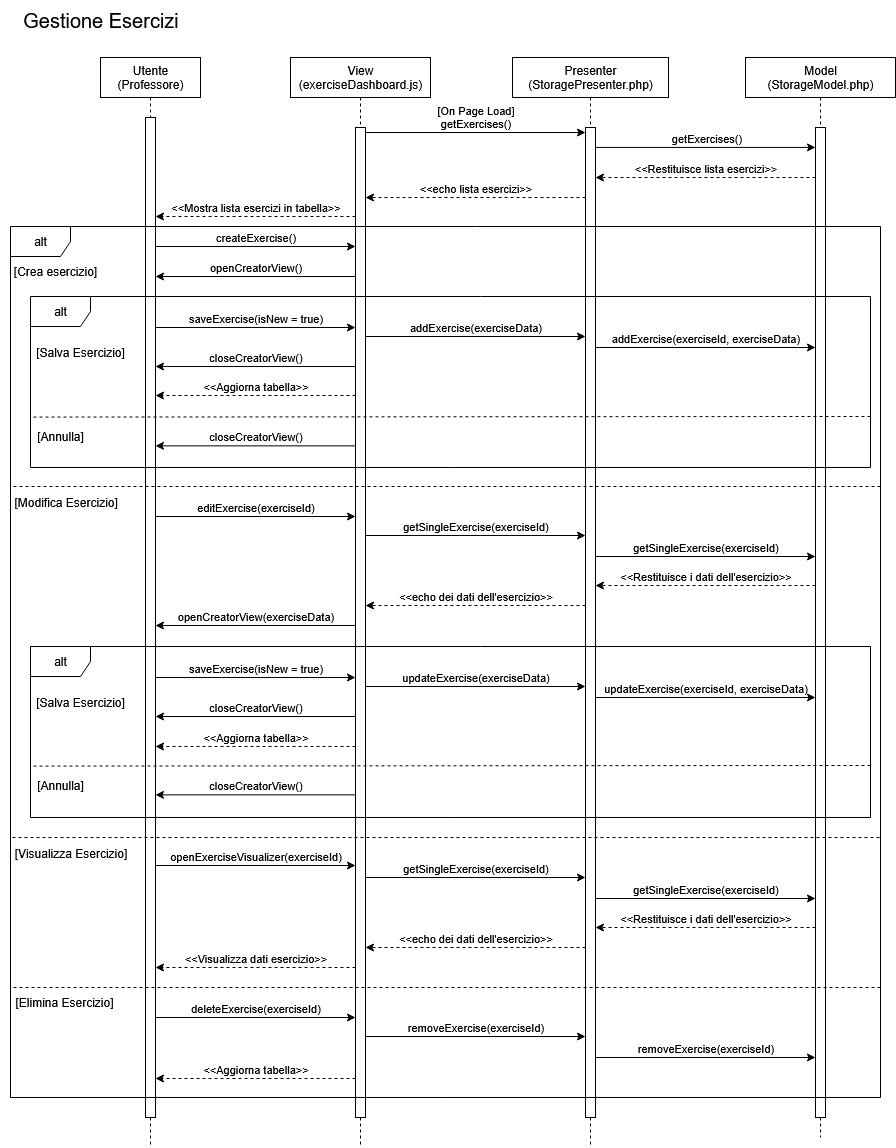 Gestione Esercizi
Utente
(Professore)
View
(exerciseDashboard.js)
Presenter
(StoragePresenter.php)
Model
(StorageModel.php)
[On Page Load]
getExercises()
getExercises()
<<Restituisce lista esercizi>>
<<echo lista esercizi>>
<<Mostra lista esercizi in tabella>>
alt
createExercise()
[Crea esercizio]
openCreatorView()
alt
saveExercise(isNew = true)
addExercise(exerciseData)
addExercise(exerciseId, exerciseData)
[Salva Esercizio]
closeCreatorView()
<<Aggiorna tabella>>
[Annulla]
closeCreatorView()
[Modifica Esercizio]
editExercise(exerciseId)
getSingleExercise(exerciseId)
getSingleExercise(exerciseId)
<<Restituisce i dati dell'esercizio>>
<<echo dei dati dell'esercizio>>
openCreatorView(exerciseData)
alt
saveExercise(isNew = true)
updateExercise(exerciseData)
updateExercise(exerciseId, exerciseData)
[Salva Esercizio]
closeCreatorView()
<<Aggiorna tabella>>
[Annulla]
closeCreatorView()
[Visualizza Esercizio]
openExerciseVisualizer(exerciseId)
getSingleExercise(exerciseId)
getSingleExercise(exerciseId)
<<Restituisce i dati dell'esercizio>>
<<echo dei dati dell'esercizio>>
<<Visualizza dati esercizio>>
[Elimina Esercizio]
deleteExercise(exerciseId)
removeExercise(exerciseId)
removeExercise(exerciseId)
<<Aggiorna tabella>>